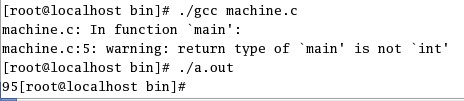 [root@localhost bin]# ./gcc machine.c
machine.c: In function `main':
machine.c:5: warning: return type of `main' is not `int'
[root@localhost bin]# ./a.out
95[root@localhost bin]#